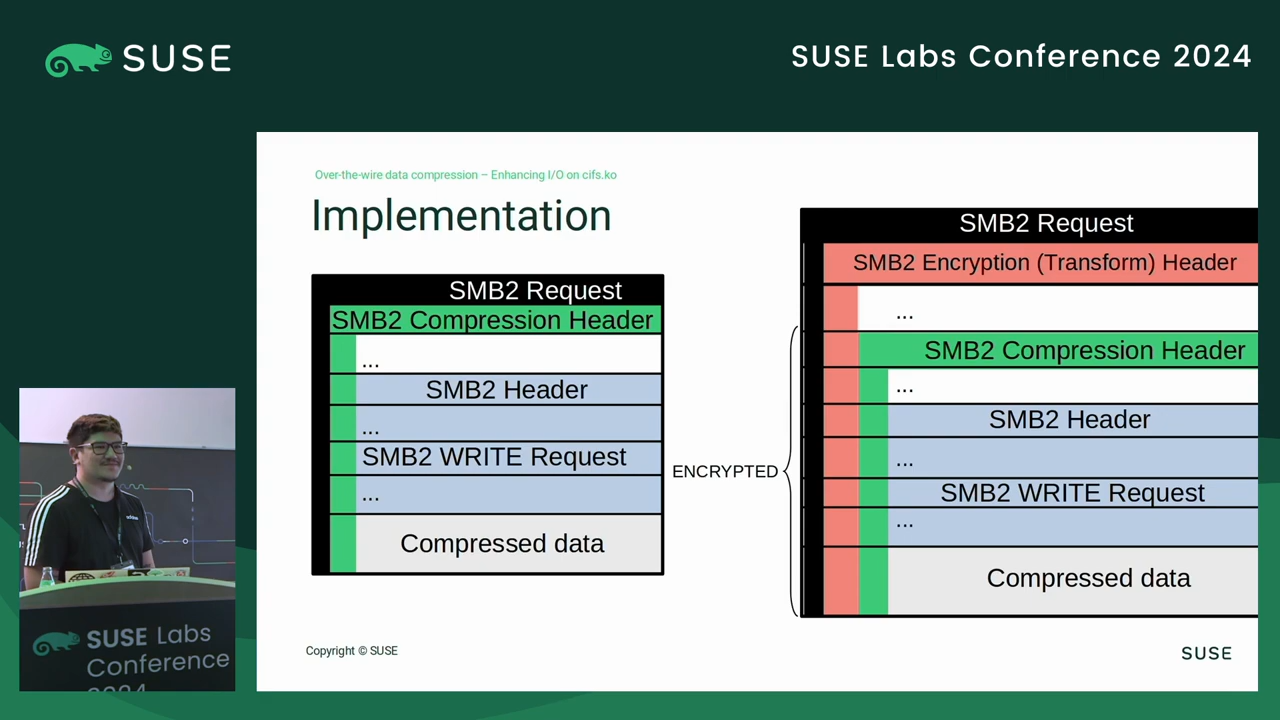 SUSE
SUSE Labs Conference 2024
Over-the-wire data compression – Enhancing I/O on cifs.ko
Implementation
SMB2 Request
SMB2 Compression Header
...
SMB2 Header
...
SMB2 WRITE Request
...
Compressed data
ENCRYPTED
SMB2 Request
SMB2 Encryption (Transform) Header
...
SMB2 Compression Header
...
SMB2 Header
...
SMB2 WRITE Request
...
Compressed data
Copyright © SUSE
SUSE
adidas
SUSE Labs
Conference
2024